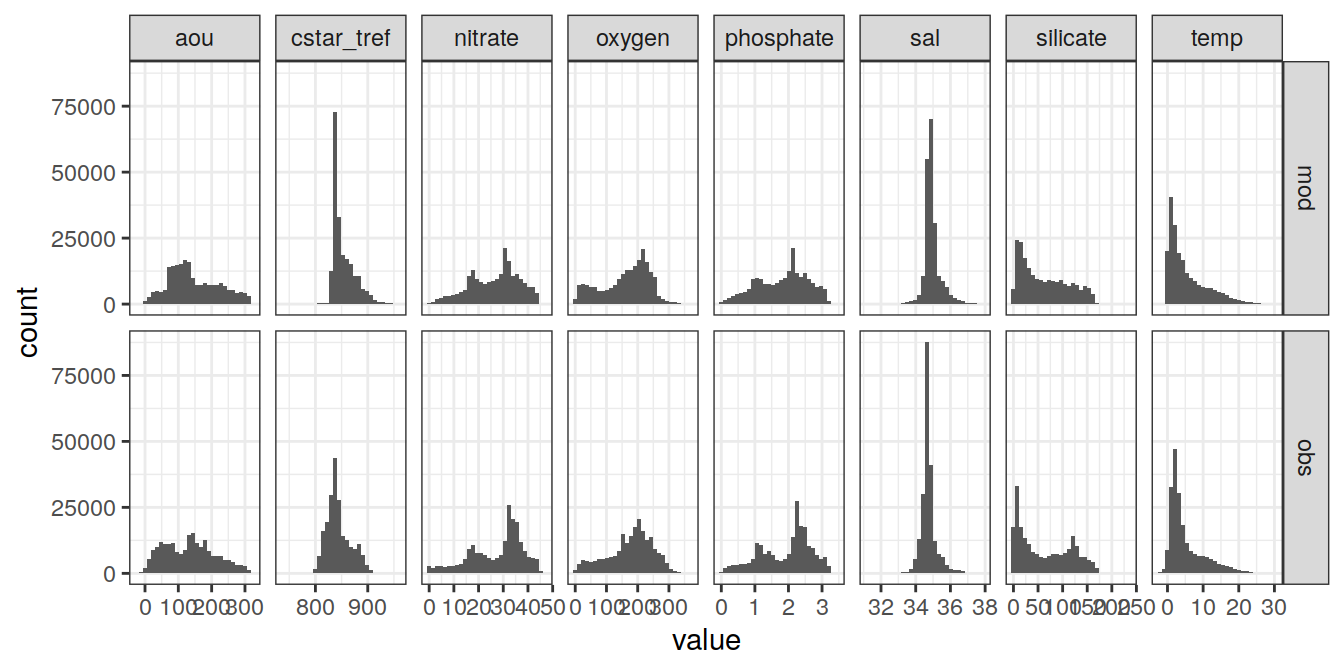 aou cstar_tref nitrate oxygen phosphate sal silicate temp
75000
50000
25000
0
mod
count
75000
50000
25000
0
obs
0 100 200 300 800 900 0 10 20 30 40 50 0 100 200 300 0 1 2 3 32 34 36 38 0 50 100 150 200 250 0 10 20 30
value